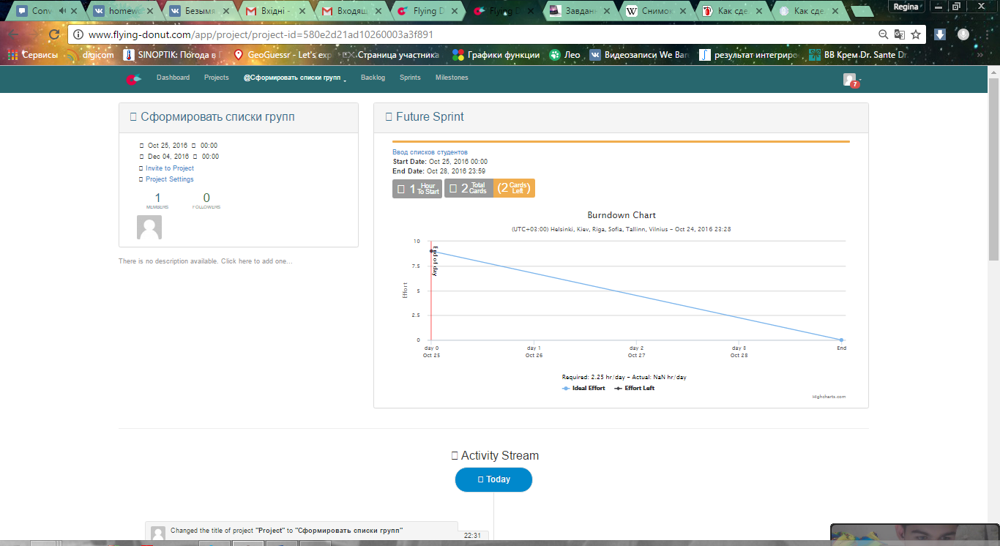 Regina
Conv
homewo
Безымя
Вхідні -
Входящ
Flying D
Flying D
Завданн
Снимок
Как сде
Как сде
www.flying-donut.com/app/project/project-id=580e2d21ad10260003a3f891
Сервисы
digicom
SINOPTIK: Погода в Г
GeoGuessr - Let's exp
Страница участника
Графики функции
Лео
Видеозаписи We Bar
результат интегриро
BB Крем Dr. Sante Dr
Dashboard
Projects
@Сформировать списки групп
Backlog
Sprints
Milestones
7
Сформировать списки групп
Oct 25, 2016 00:00
Dec 04, 2016 00:00
Invite to Project
Project Settings
1 0
MEMBERS FOLLOWERS
There is no description available. Click here to add one...
Future Sprint
Ввод списков студентов
Start Date: Oct 25, 2016 00:00
End Date: Oct 28, 2016 23:59
1 Hour To Start
2 Total Cards
(2 Cards Left)
Burndown Chart
(UTC+03:00) Helsinki, Kiev, Riga, Sofia, Tallinn, Vilnius - Oct 24, 2016 23:28
Effort
10
7.5
5
2.5
0
End of day
day 0 day 1 day 2 day 3 End
Oct 25 Oct 26 Oct 27 Oct 28
Required: 2.25 hr/day - Actual: NaN hr/day
Ideal Effort Effort Left
Highcharts.com
Activity Stream
Today
Changed the title of project "Project" to "Сформировать списки групп"
22:31